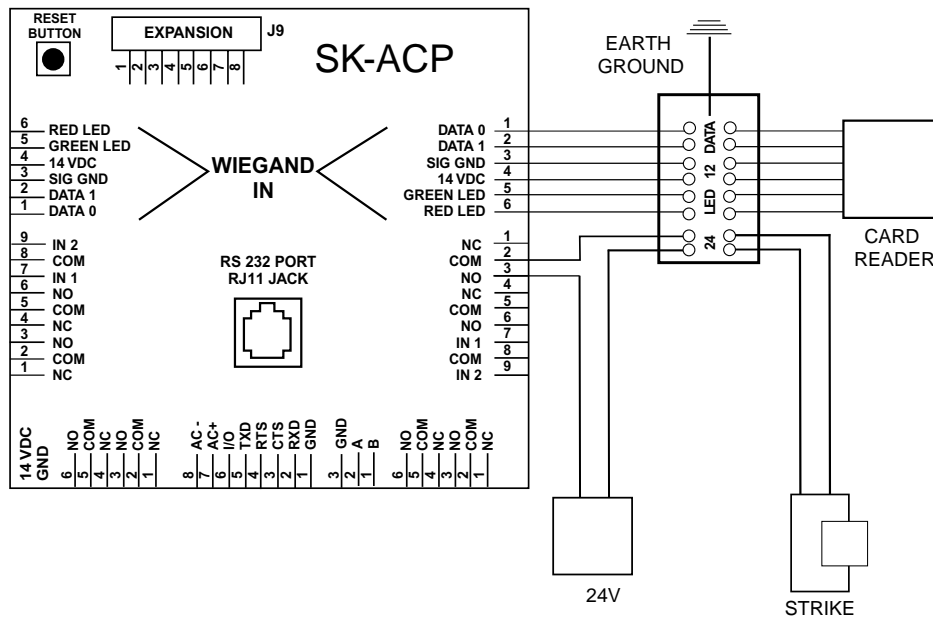 RESET
BUTTON
EXPANSION
J9
1 2 3 4 5 6 7 8
SK-ACP
EARTH
GROUND
6 RED LED
5 GREEN LED
4 14 VDC
3 SIG GND
2 DATA 1
1 DATA 0
WIEGAND
IN
DATA 0 1
DATA 1 2
SIG GND 3
14 VDC 4
GREEN LED 5
RED LED 6
DATA
12
LED
24
CARD
READER
9 IN 2
8 COM
7 IN 1
6 NO
5 COM
4 NC
3 NO
2 COM
1 NC
RS 232 PORT
RJ11 JACK
NC 1
COM 2
NO 3
NC 4
COM 5
NO 6
IN 1 7
COM 8
IN 2 9
14 VDC
GND
NO COM NC NO COM NC
6 5 4 3 2 1
AC - AC+ I/O TXD RTS CTS RXD GND
8 7 6 5 4 3 2 1
GND A B
3 2 1
NO COM NC NO COM NC
6 5 4 3 2 1
24V
STRIKE